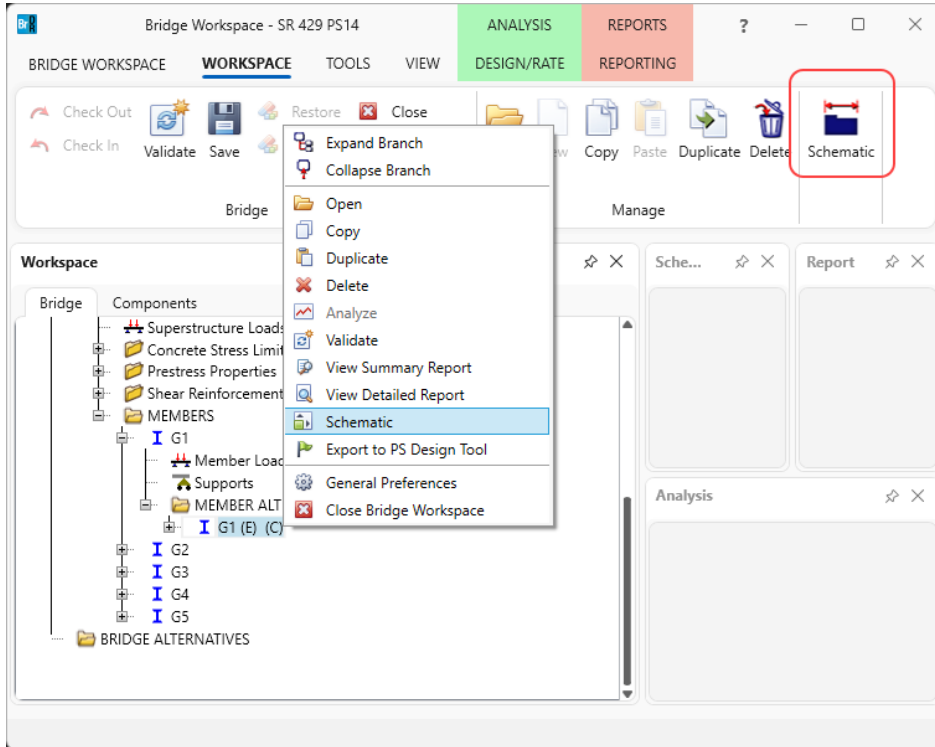 Br Bridge Workspace - SR 429 PS14 ANALYSIS REPORTS ?
BRIDGE WORKSPACE WORKSPACE TOOLS VIEW DESIGN/RATE REPORTING
Check Out Restore Close
Check In Validate Save Copy Paste Duplicate Delete Schematic
Bridge Manage
Expand Branch
Collapse Branch
Open
Copy
Duplicate
Delete
Analyze
Validate
View Summary Report
View Detailed Report
Schematic
Export to PS Design Tool
General Preferences
Close Bridge Workspace
Workspace
Bridge Components
Superstructure Loads
Concrete Stress Limi
Prestress Properties
Shear Reinforcement
MEMBERS
G1
Member Load
Supports
MEMBER ALT
G1 (E) (C)
G2
G3
G4
G5
BRIDGE ALTERNATIVES
Sche...
Report
Analysis